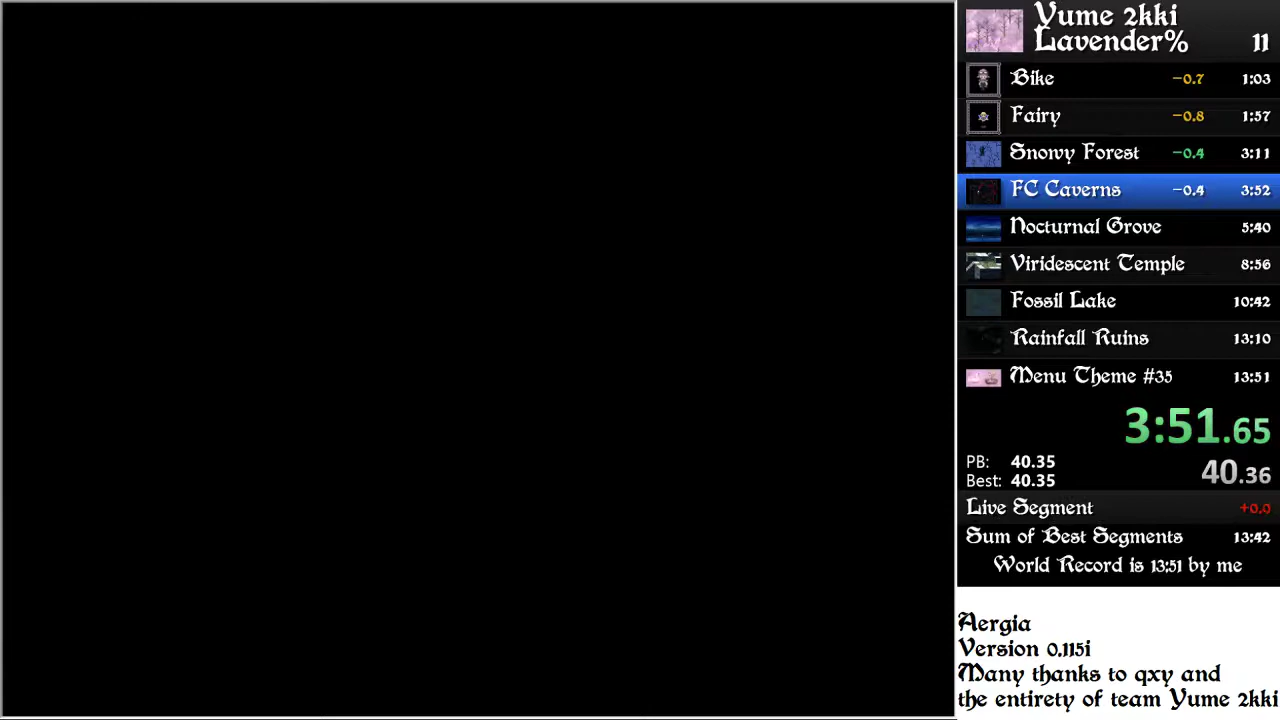 Yume 2kki
Lavender% 11
Bike −0.7 1:03
Fairy −0.8 1:57
Snowy Forest −0.4 3:11
FC Caverns −0.4 3:52
Nocturnal Grove 5:40
Viridescent Temple 8:56
Fossil Lake 10:42
Rainfall Ruins 13:10
Menu Theme #35 13:51
3:51.65
PB: 40.35 40.36
Best: 40.35
Live Segment +0.0
Sum of Best Segments 13:42
World Record is 13:51 by me
Aergia
Version 0.115i
Many thanks to qxy and
the entirety of team Yume 2kki